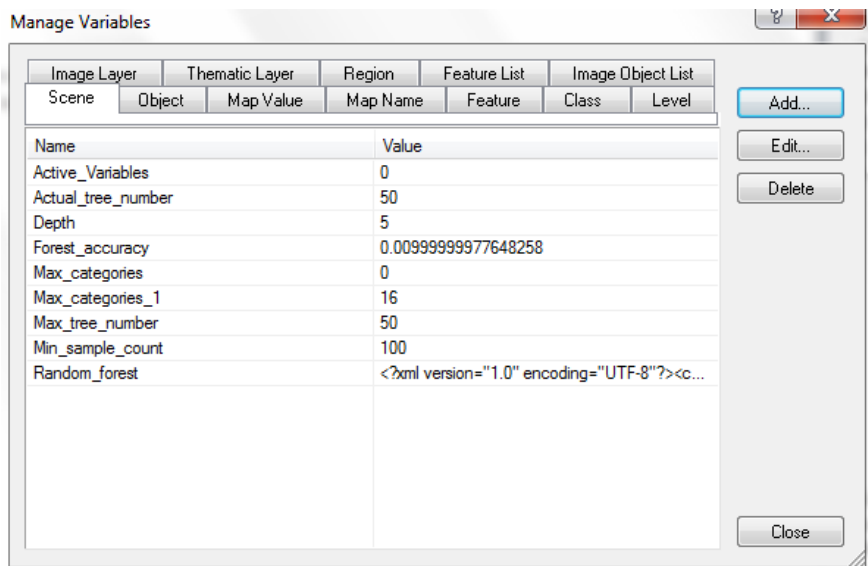 Manage Variables
?
Image Layer Thematic Layer Region Feature List Image Object List
Scene Object Map Value Map Name Feature Class Level
Add...
Name Value
Edit...
Active_Variables 0
Actual_tree_number 50
Delete
Depth 5
Forest_accuracy 0.00999999977648258
Max_categories 0
Max_categories_1 16
Max_tree_number 50
Min_sample_count 100
Random_forest <?xml version="1.0" encoding="UTF-8"?><c...
Close